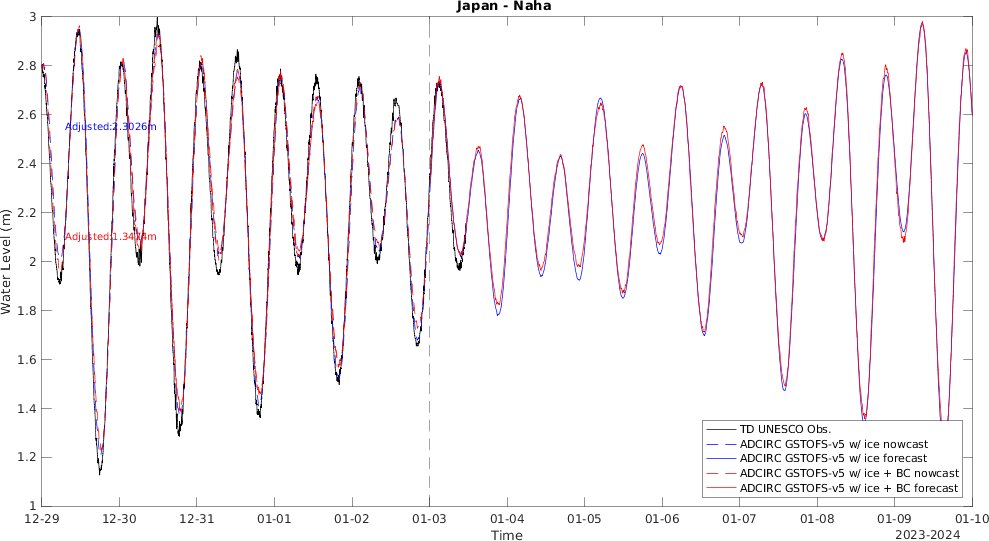 Japan - Naha
3
2.8
2.6
2.4
2.2
2
1.8
1.6
1.4
1.2
1
Water Level (m)
Adjusted:2.3026m
Adjusted:1.3474m
TD UNESCO Obs.
ADCIRC GSTOFS-v5 w/ ice nowcast
ADCIRC GSTOFS-v5 w/ ice forecast
ADCIRC GSTOFS-v5 w/ ice + BC nowcast
ADCIRC GSTOFS-v5 w/ ice + BC forecast
12-29 12-30 12-31 01-01 01-02 01-03 01-04 01-05 01-06 01-07 01-08 01-09 01-10
Time
2023-2024